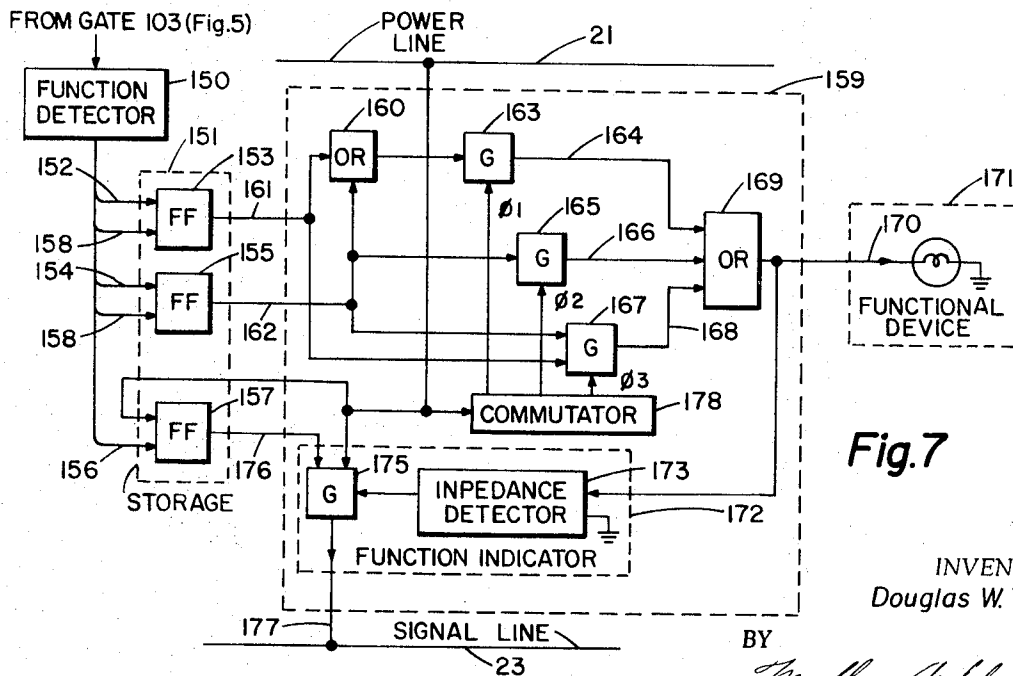 FROM GATE 103 (Fig.5)
POWER
LINE
21
159
FUNCTION
DETECTOR
150
151
152
153
161
160
163
164
OR
G
FF
158
Ø1
165
166
169
171
170
154
155
G
OR
FF
162
158
Ø2
167
168
FUNCTIONAL
DEVICE
G
Ø3
157
COMMUTATOR
178
FF
156
176
175
173
Fig.7
STORAGE
G
INPEDANCE
DETECTOR
172
FUNCTION INDICATOR
INVEN
Douglas W.
177
SIGNAL LINE
BY
23